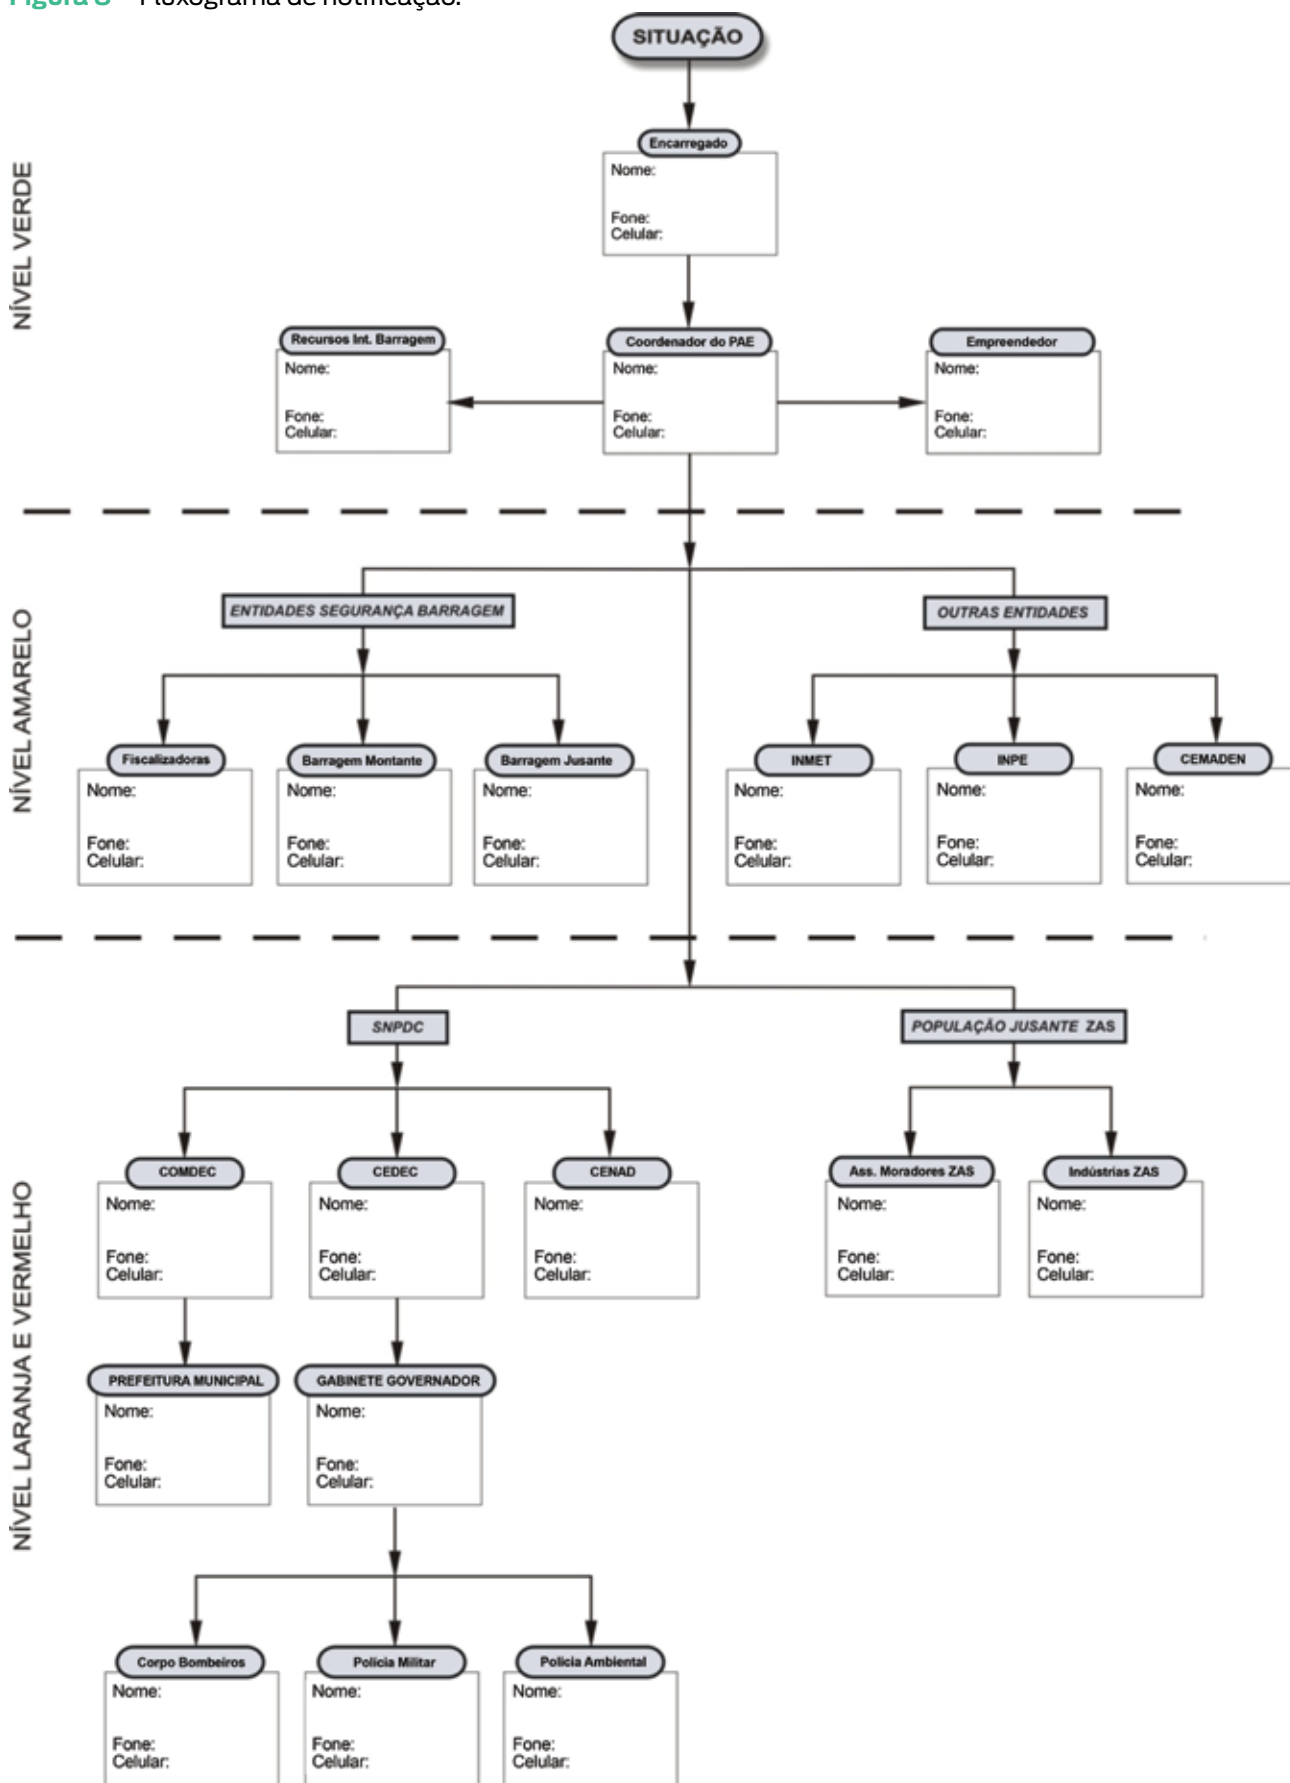 Figura 8 Fluxograma de notificação.
SITUAÇÃO
NÍVEL VERDE
Encarregado
Nome:
Fone:
Celular:
Recursos Int. Barragem
Nome:
Fone:
Celular:
Coordenador do PAE
Nome:
Fone:
Celular:
Empreendedor
Nome:
Fone:
Celular:
NÍVEL AMARELO
ENTIDADES SEGURANÇA BARRAGEM
OUTRAS ENTIDADES
Fiscalizadoras
Nome:
Fone:
Celular:
Barragem Montante
Nome:
Fone:
Celular:
Barragem Jusante
Nome:
Fone:
Celular:
INMET
Nome:
Fone:
Celular:
INPE
Nome:
Fone:
Celular:
CEMADEN
Nome:
Fone:
Celular:
NÍVEL LARANJA E VERMELHO
SNPDC
POPULAÇÃO JUSANTE ZAS
COMDEC
Nome:
Fone:
Celular:
CEDEC
Nome:
Fone:
Celular:
CENAD
Nome:
Fone:
Celular:
Ass. Moradores ZAS
Nome:
Fone:
Celular:
Indústrias ZAS
Nome:
Fone:
Celular:
PREFEITURA MUNICIPAL
Nome:
Fone:
Celular:
GABINETE GOVERNADOR
Nome:
Fone:
Celular:
Corpo Bombeiros
Nome:
Fone:
Celular:
Polícia Militar
Nome:
Fone:
Celular:
Polícia Ambiental
Nome:
Fone:
Celular: